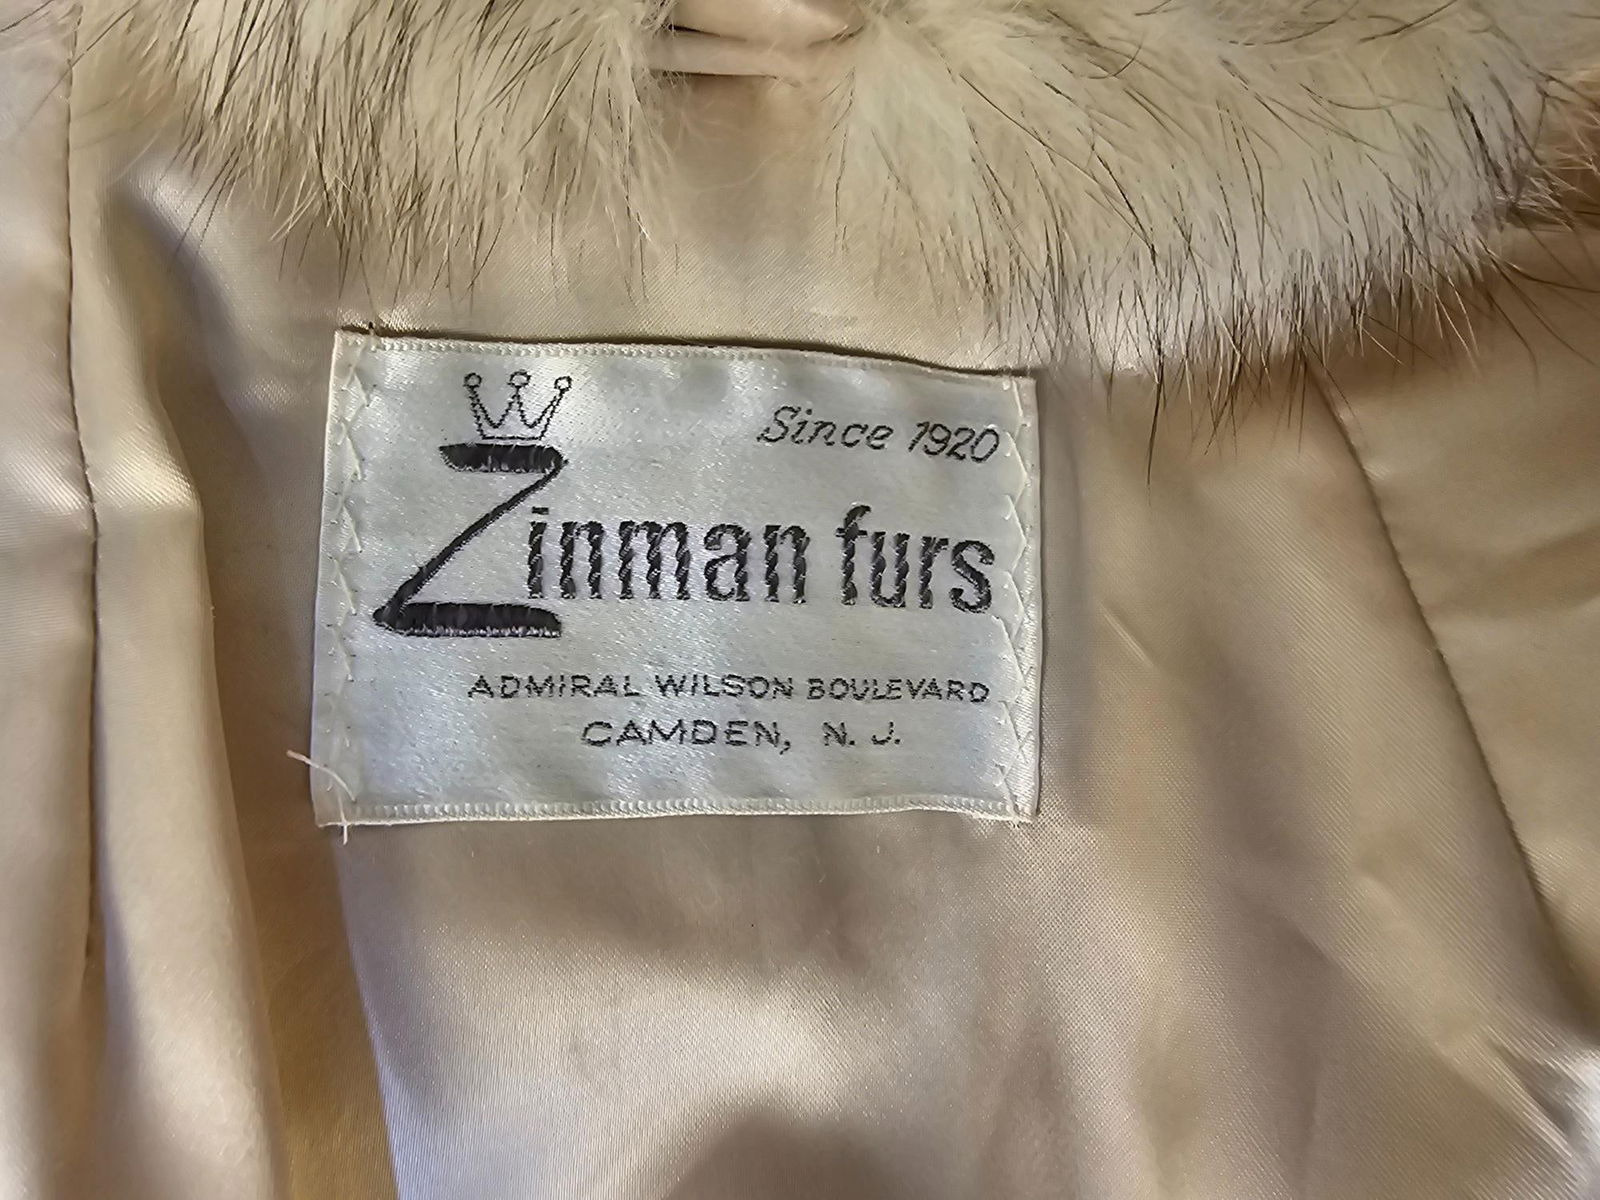 Since 1920
Zinman furs
ADMIRAL WILSON BOULEVARD
CAMDEN, N. J.